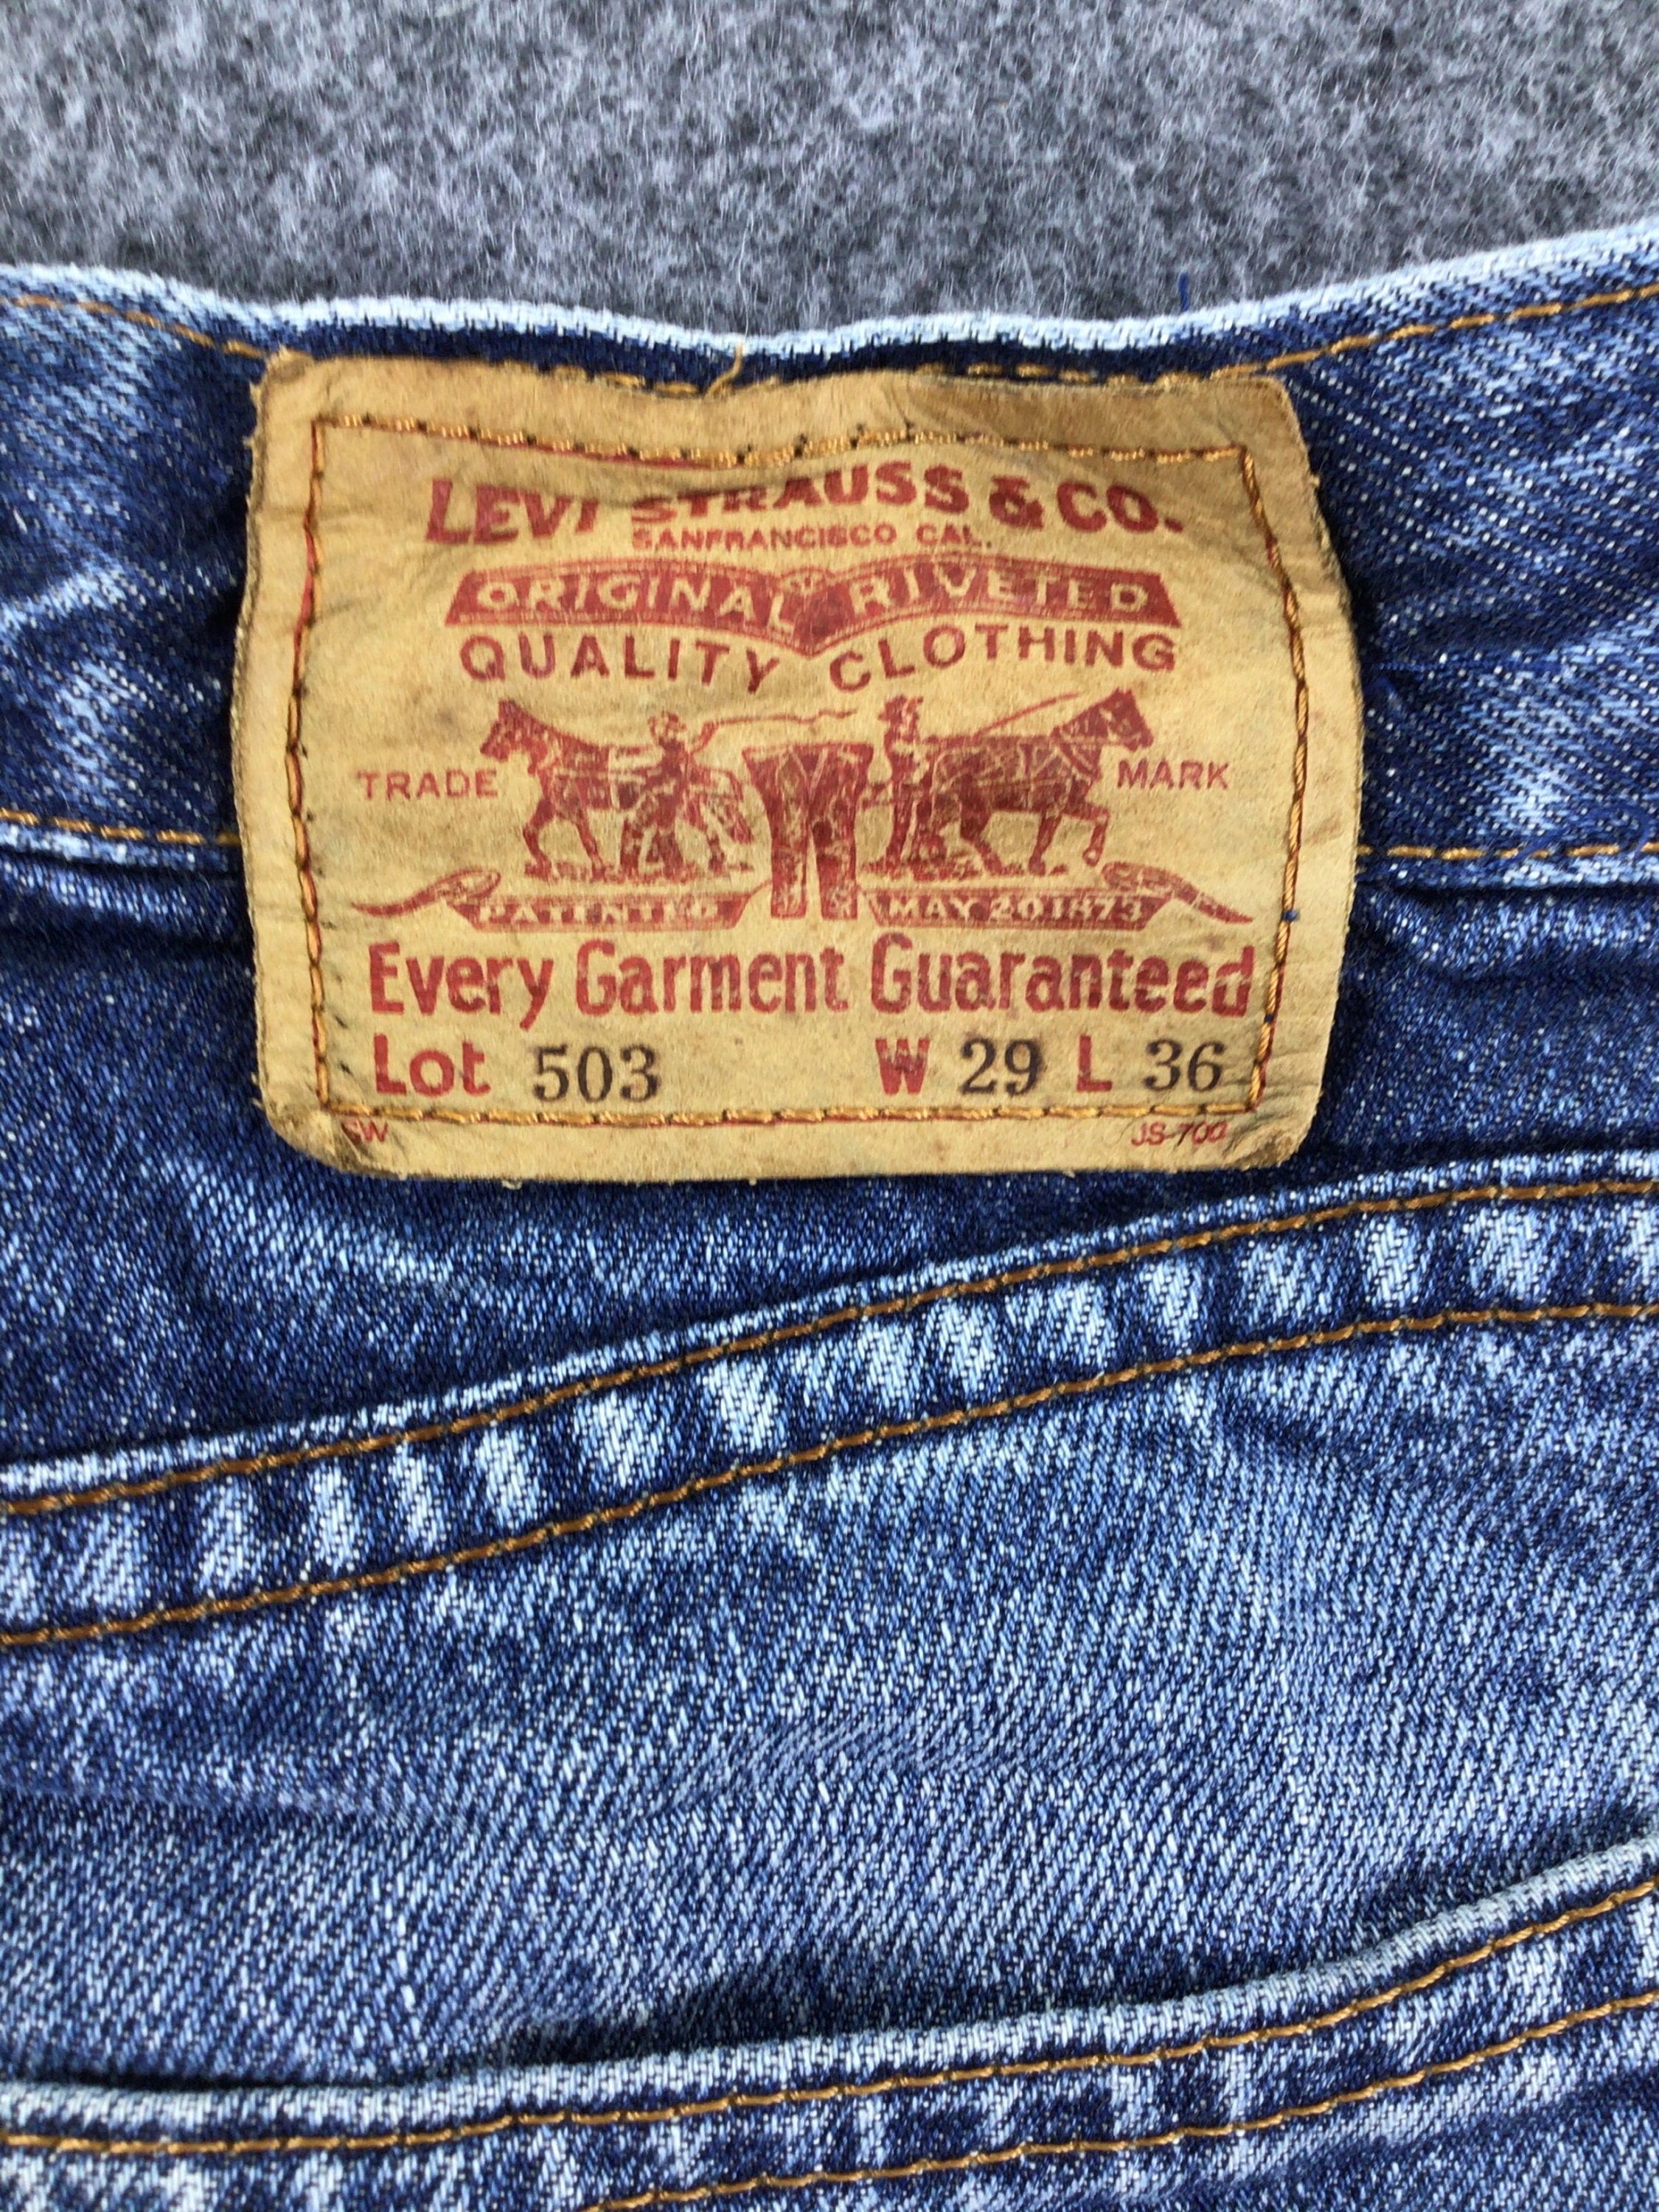 LEVI STRAUSS & CO.
SANFRANCISCO CAL.
ORIGINAL RIVETED
QUALITY CLOTHING
TRADE MARK
PATENTED MAY 20 1873
Every Garment Guaranteed
Lot 503 W 29 L 36
SW JS-700